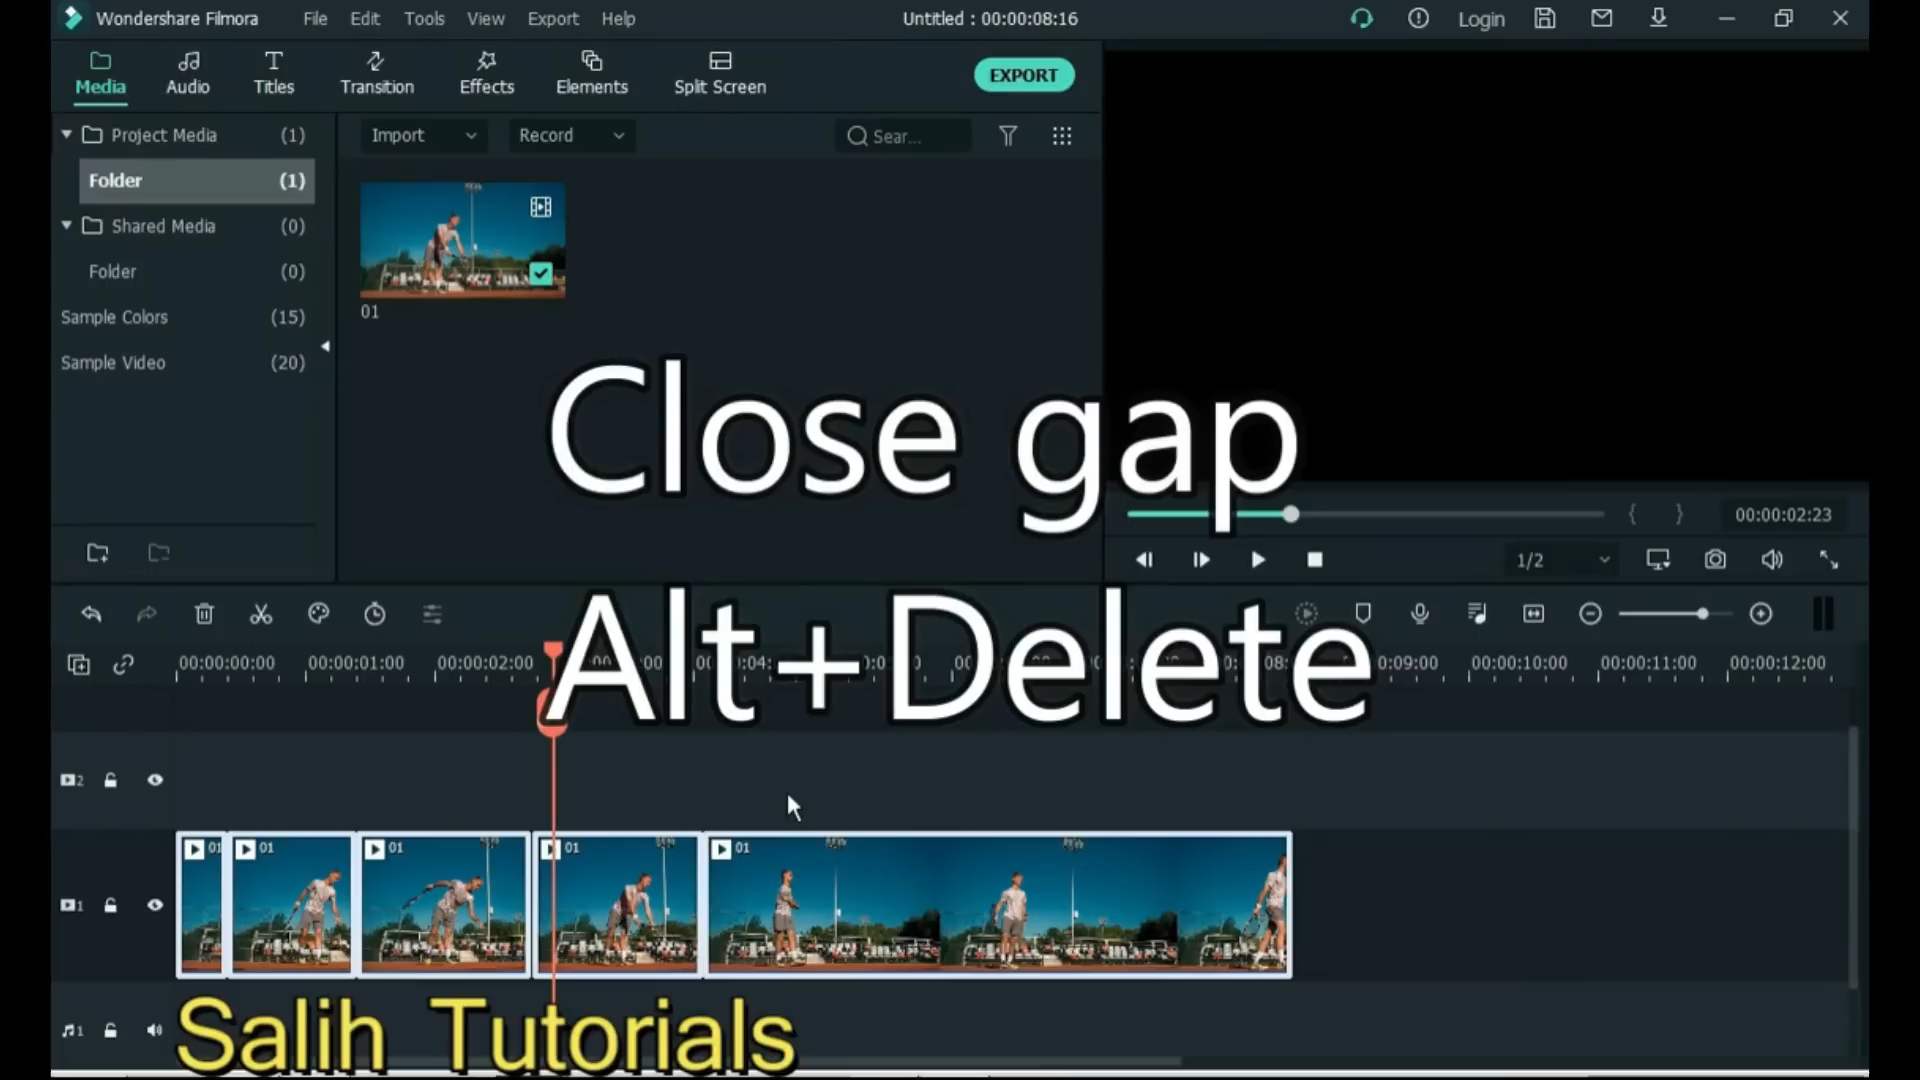 Wondershare Filmora File Edit Tools View Export Help Untitled : 00:00:08:16 Login
Media Audio Titles Transition Effects Elements Split Screen EXPORT
Project Media (1)
Folder (1)
Shared Media (0)
Folder (0)
Sample Colors (15)
Sample Video (20)
Import Record Sear...
01
Close gap
00:00:02:23
1/2
Alt+Delete
00:00:00:00 00:00:01:00 00:00:02:00 0:09:00 00:00:10:00 00:00:11:00 00:00:12:00
2
01 01 01 01 01
1
1
Salih Tutorials